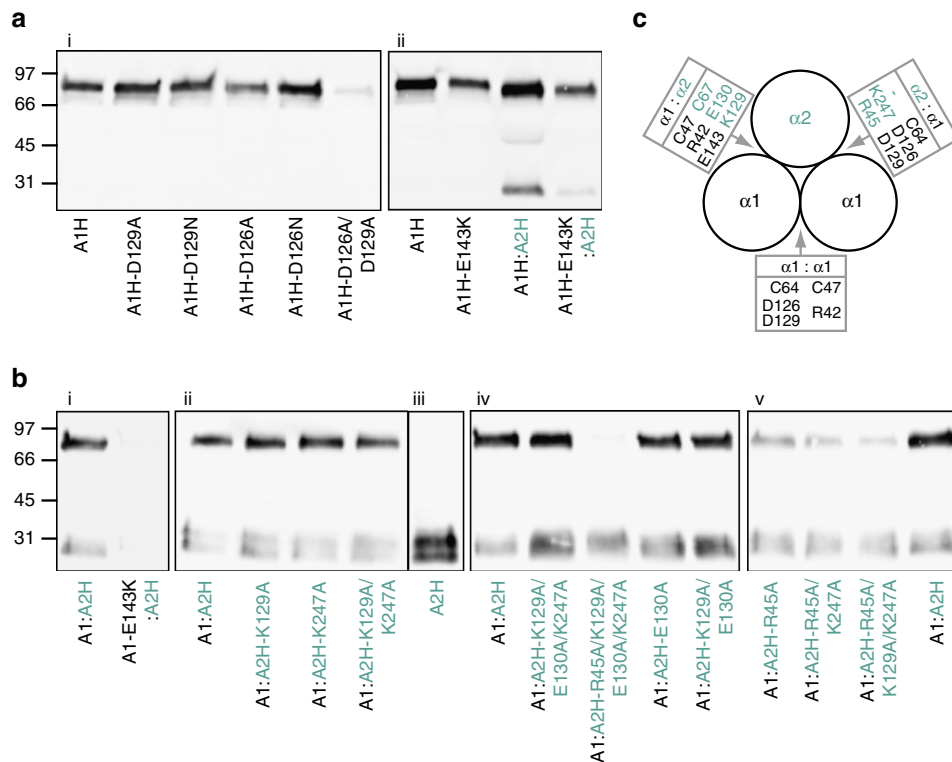 a
i
ii
97
66
45
31
A1H
A1H-D129A
A1H-D129N
A1H-D126A
A1H-D126N
A1H-D126A/
D129A
A1H
A1H-E143K
A1H:A2H
A1H-E143K
:A2H
c
α1 : α2
C47 C67
R42 E130
E143 K129
α2
α2 : α1
- C64
K247 D126
R45 D129
α1
α1
α1 : α1
C64 C47
D126
R42
D129
b
i
ii
iii
iv
v
97
66
45
31
A1:A2H
A1-E143K
:A2H
A1:A2H
A1:A2H-K129A
A1:A2H-K247A
A1:A2H-K129A/
K247A
A2H
A1:A2H
A1:A2H-K129A/
E130A/K247A
A1:A2H-R45A/K129A/
E130A/K247A
A1:A2H-E130A
A1:A2H-K129A/
E130A
A1:A2H-R45A
A1:A2H-R45A/
K247A
A1:A2H-R45A/
K129A/K247A
A1:A2H